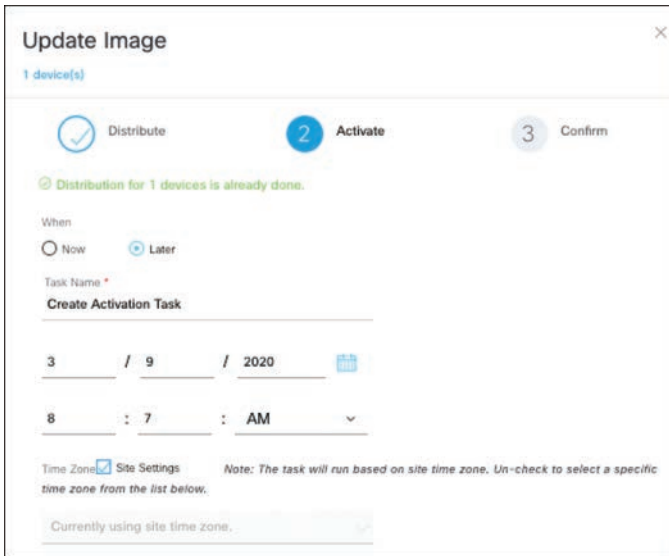 Update Image
1 device(s)
Distribute 2 Activate 3 Confirm
Distribution for 1 devices is already done.
When
Now Later
Task Name *
Create Activation Task
3 / 9 / 2020
8 : 7 : AM
Time Zone Site Settings Note: The task will run based on site time zone. Un-check to select a specific
time zone from the list below.
Currently using site time zone.